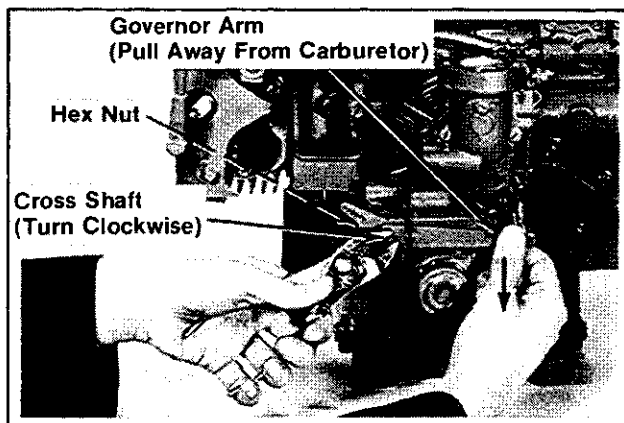 Governor Arm
(Pull Away From Carburetor)
Hex Nut
Cross Shaft
(Turn Clockwise)